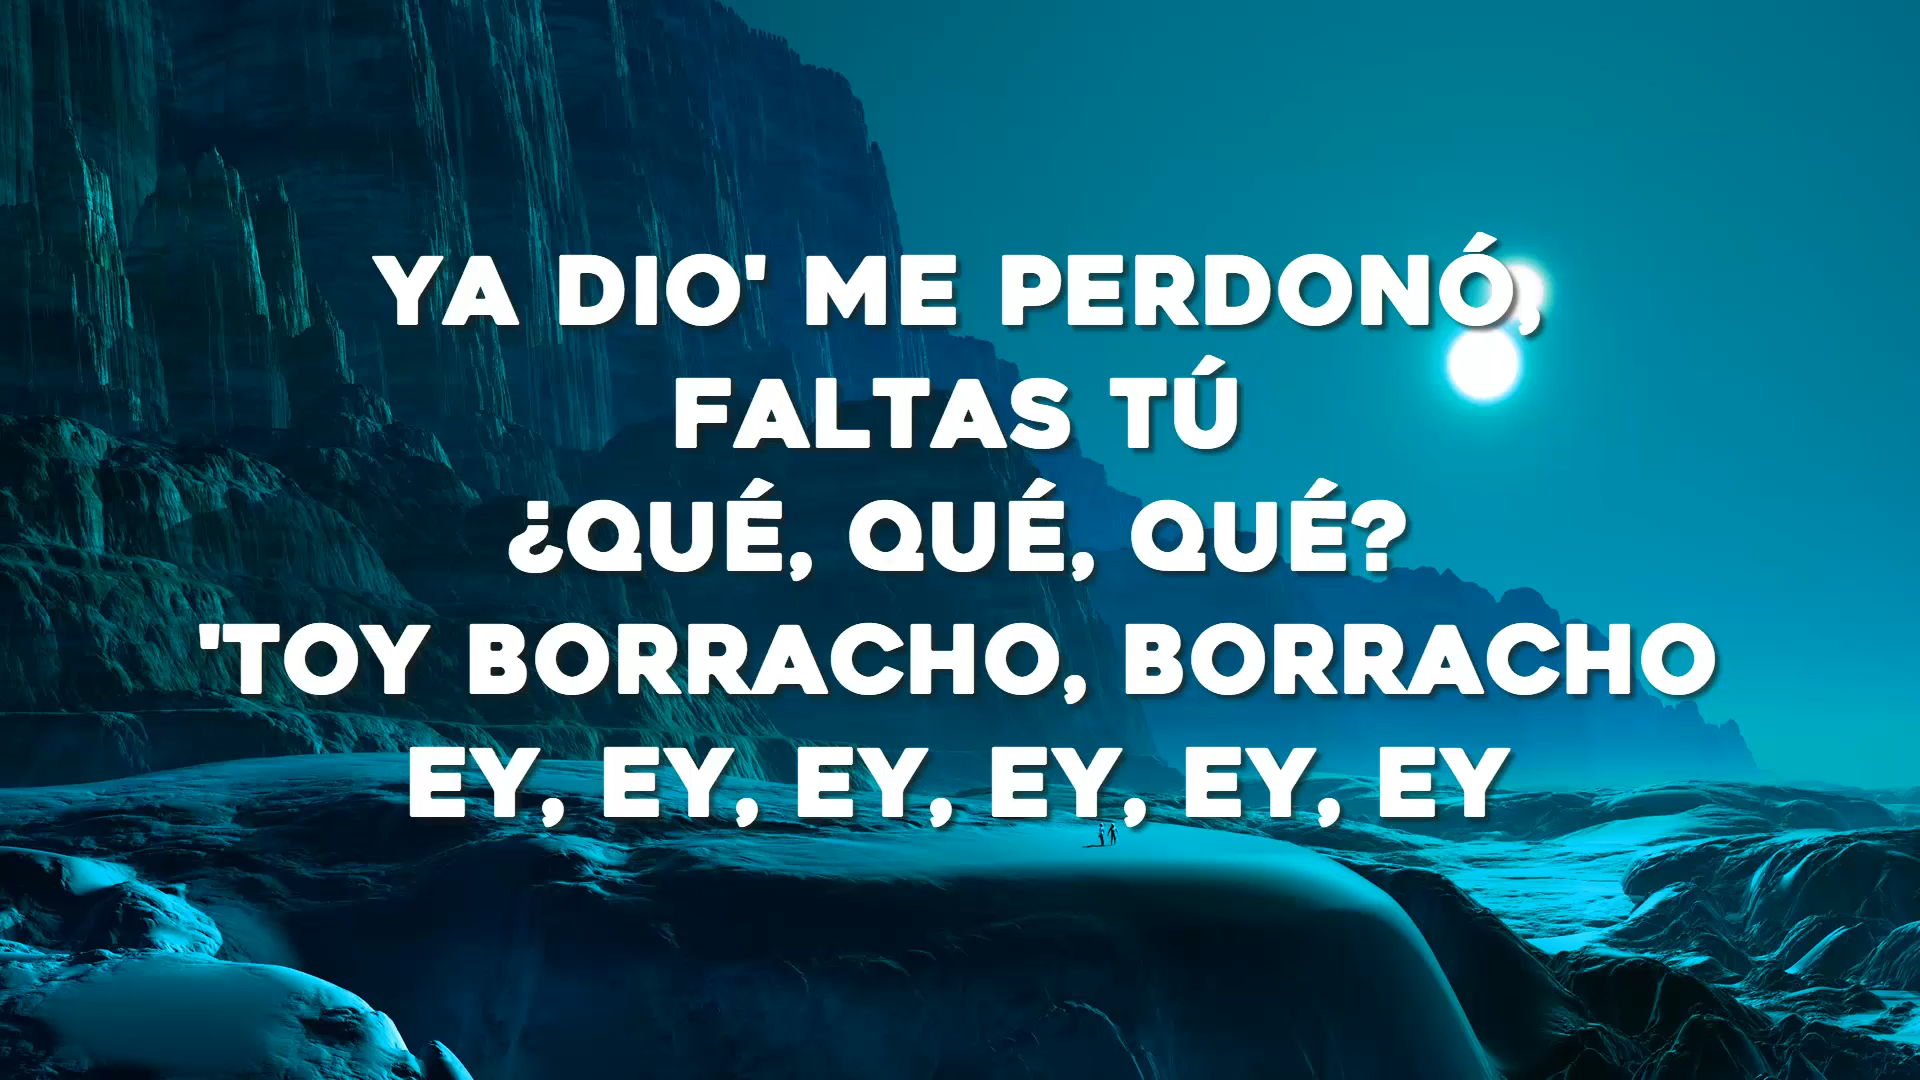 YA DIO' ME PERDONÓ,
FALTAS TÚ
¿QUÉ, QUÉ, QUÉ?
'TOY BORRACHO, BORRACHO
EY, EY, EY, EY, EY, EY